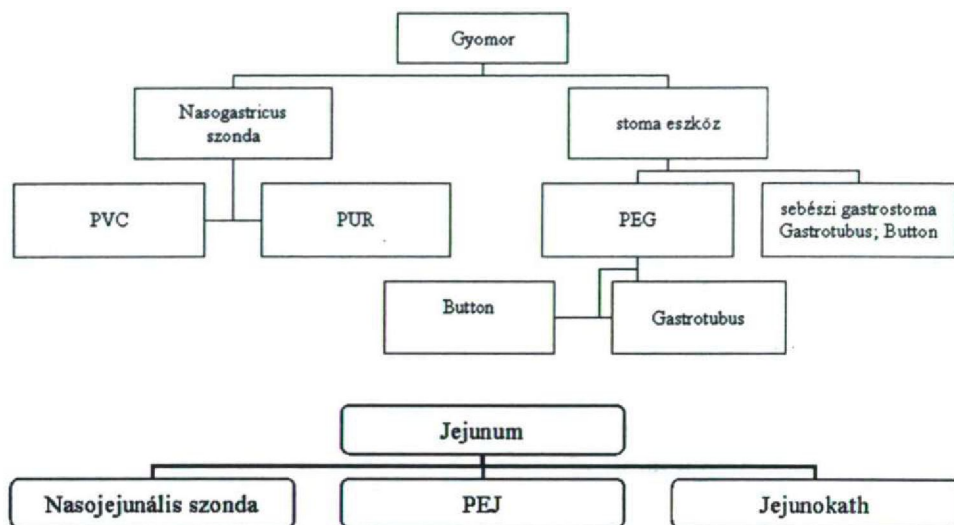 Gyomor
Nasogastricus
szonda
stoma eszköz
PVC
PUR
PEG
sebészi gastrostoma
Gastrotubus; Button
Button
Gastrotubus
Jejunum
Nasojejunális szonda
PEJ
Jejunokath